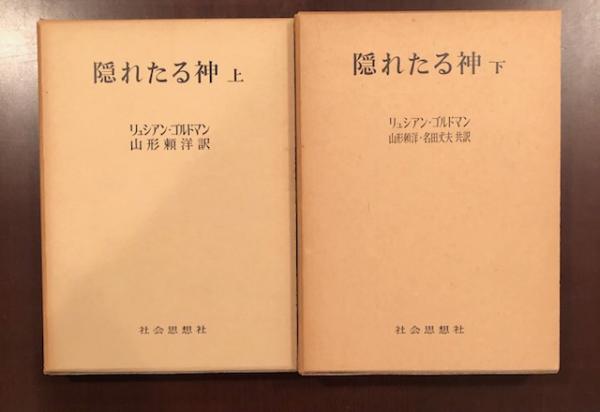 隠れたる神 上
リュシアン・ゴルドマン
山形賴洋訳
社会思想社
隠れたる神 下
リュシアン・ゴルドマン
山形賴洋・名田丈夫 共訳
社会思想社